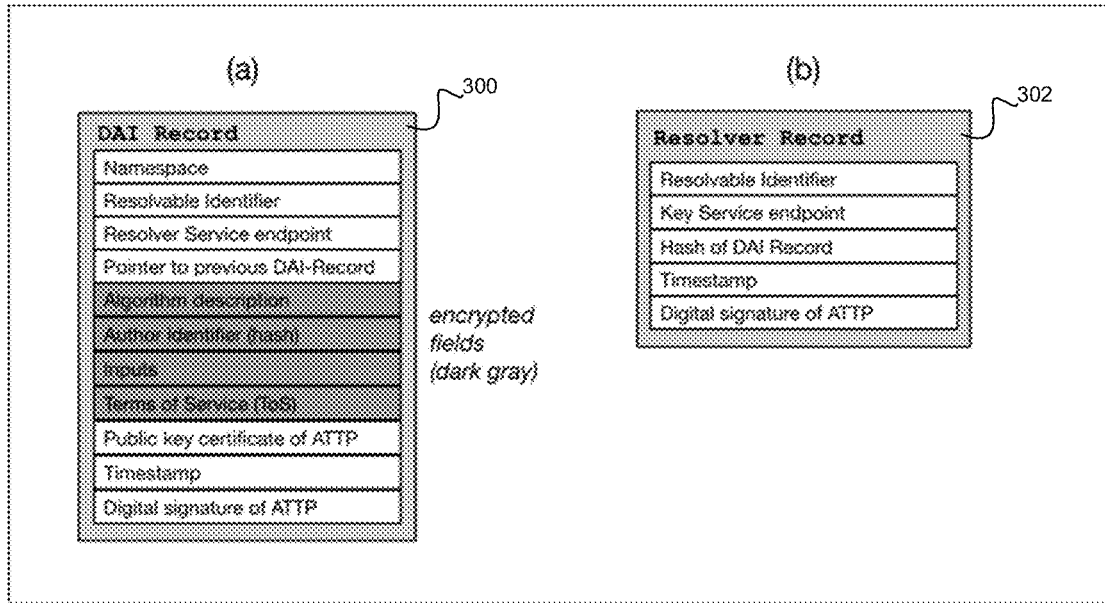 (a)
300
DAI Record
Namespace
Resolvable Identifier
Resolver Service endpoint
Pointer to previous DAI-Record
Algorithm description
Author identifier (hash)
Inputs
Terms of Service (ToS)
Public key certificate of ATTP
Timestamp
Digital signature of ATTP
encrypted
fields
(dark gray)
(b)
302
Resolver Record
Resolvable Identifier
Key Service endpoint
Hash of DAI Record
Timestamp
Digital signature of ATTP